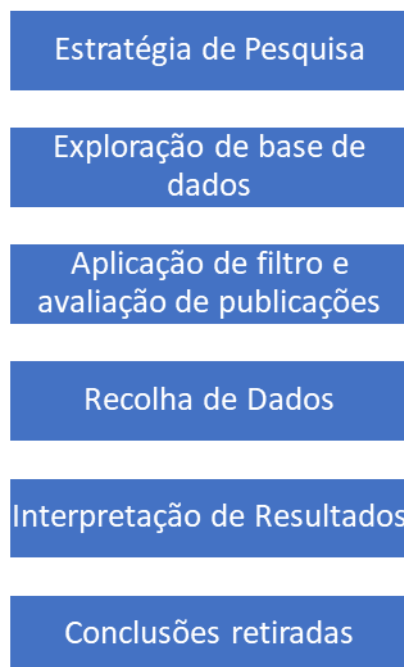 Estratégia de Pesquisa
Exploração de base de
dados
Aplicação de filtro e
avaliação de publicações
Recolha de Dados
Interpretação de Resultados
Conclusões retiradas